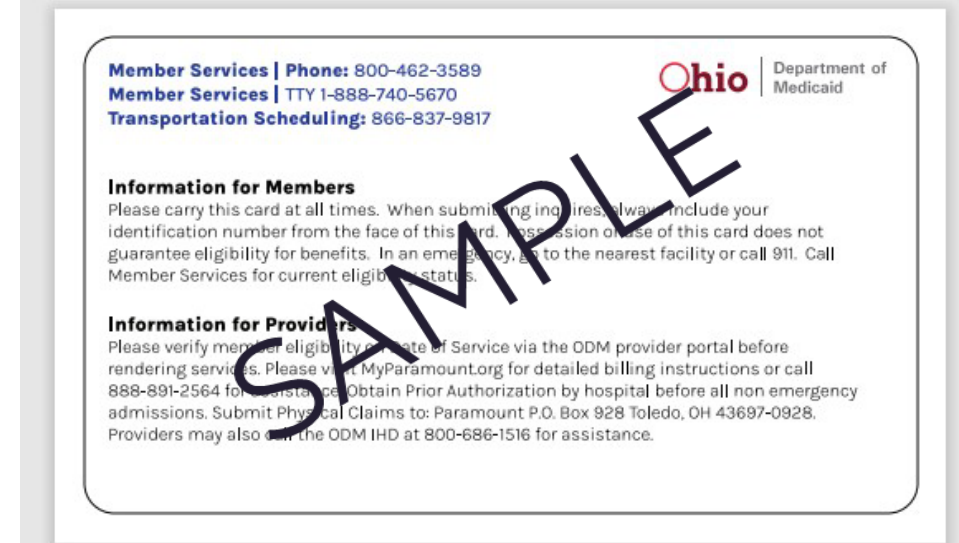 Member Services | Phone: 800-462-3589
Member Services | TTY 1-888-740-5670
Transportation Scheduling: 866-837-9817
Ohio
Department of
Medicaid
Information for Members
Please carry this card at all times. When submitting inquires, always include your
identification number from the face of this card. Possession or use of this card does not
guarantee eligibility for benefits. In an emergency, go to the nearest facility or call 911. Call
Member Services for current eligibility status.
Information for Providers
Please verify member eligibility on Date of Service via the ODM provider portal before
rendering services. Please visit MyParamount.org for detailed billing instructions or call
888-891-2564 for assistance. Obtain Prior Authorization by hospital before all non emergency
admissions. Submit Physical Claims to: Paramount P.O. Box 928 Toledo, OH 43697-0928.
Providers may also call the ODM IHD at 800-686-1516 for assistance.
SAMPLE